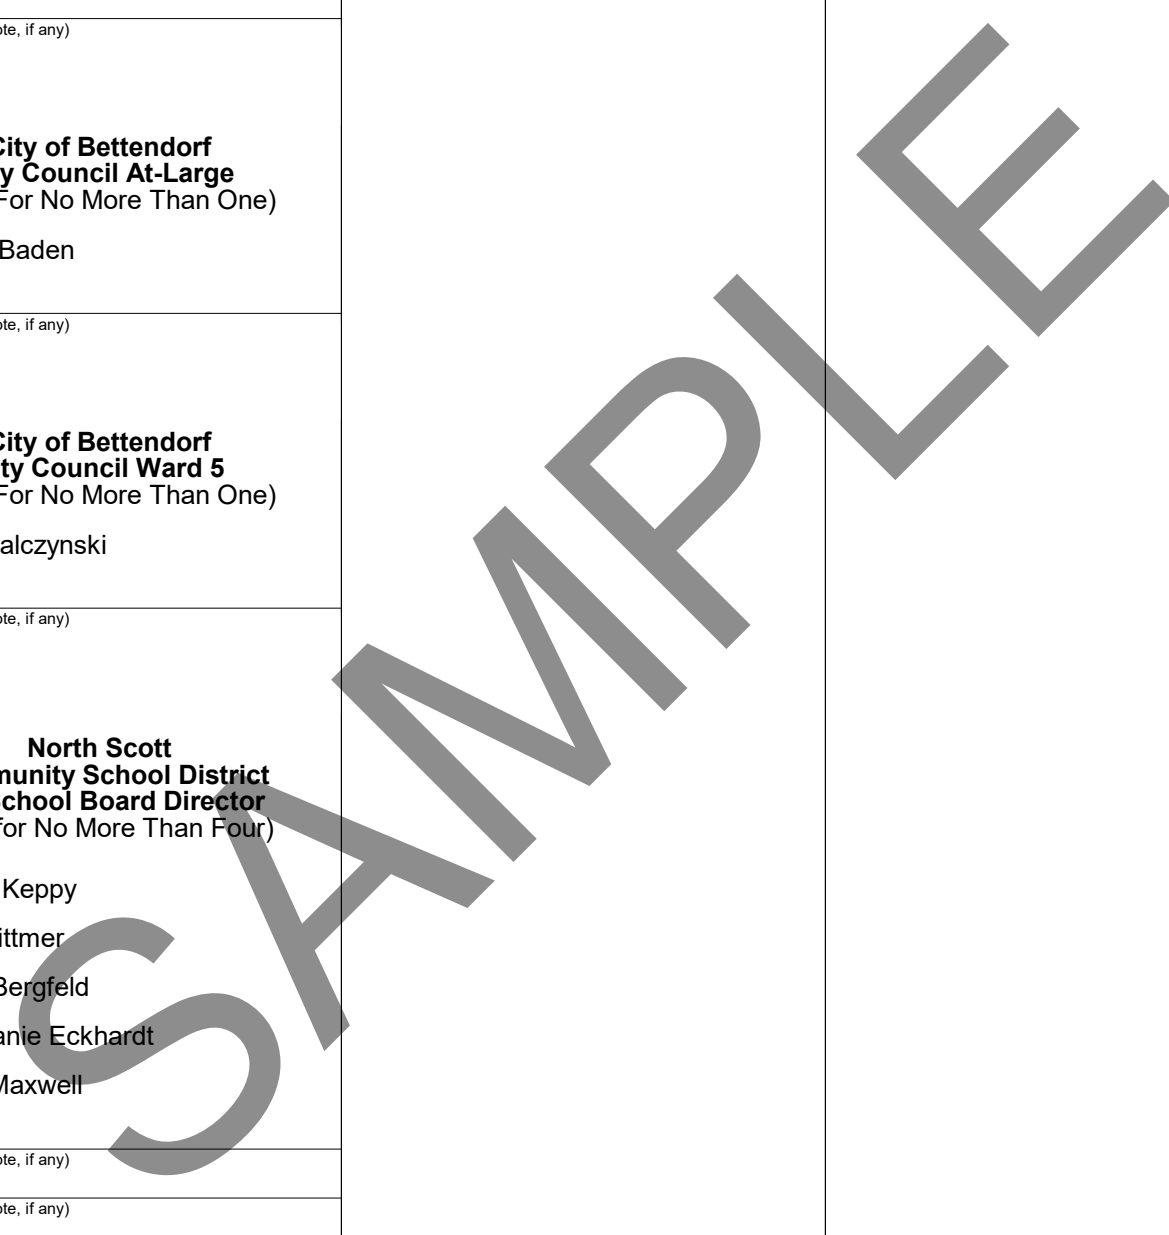 ote, if any)
City of Bettendorf
y Council At-Large
For No More Than One)
Baden
ote, if any)
City of Bettendorf
ty Council Ward 5
For No More Than One)
alczynski
ote, if any)
North Scott
munity School District
School Board Director
for No More Than Four)
Keppy
ittmer
Bergfeld
anie Eckhardt
Maxwell
ote, if any)
ote, if any)
SAMPLE